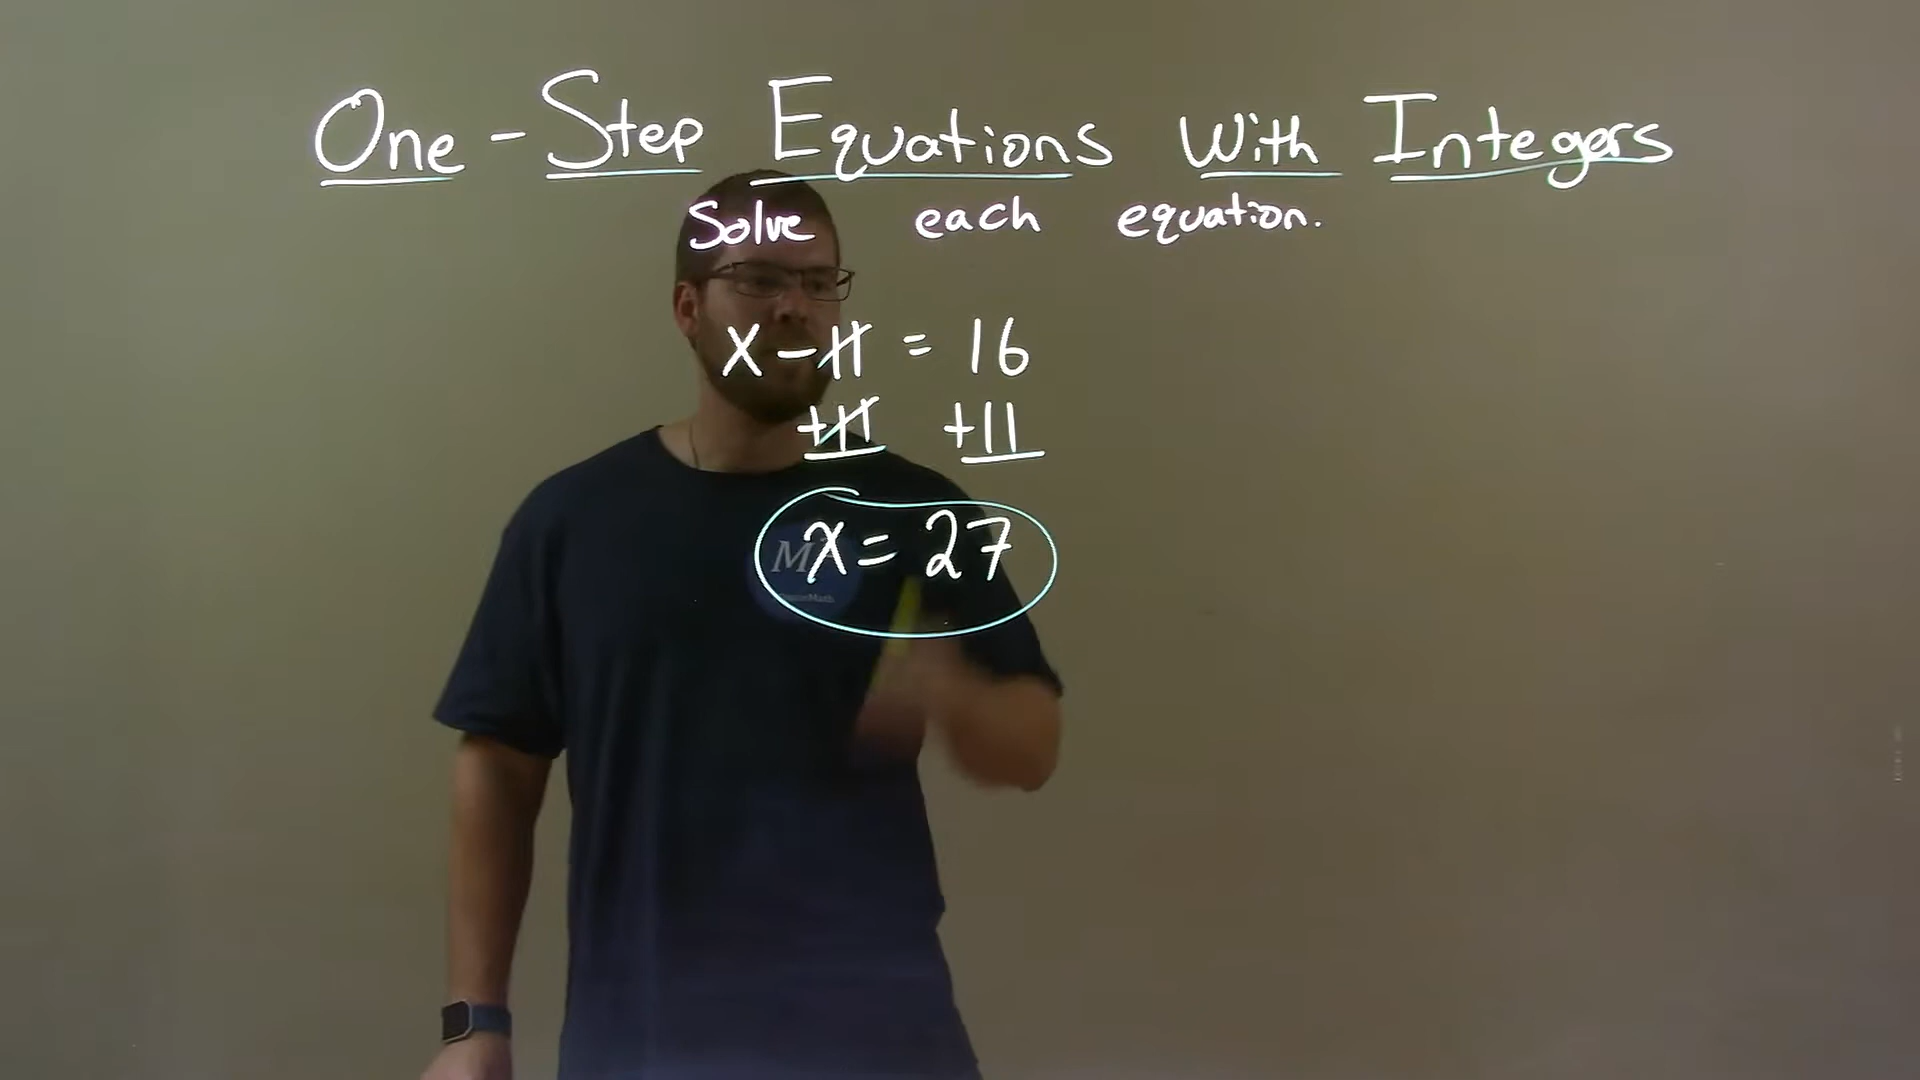 One-Step Equations With Integers
Solve each equation.
x - 11 = 16
+11 +11
x = 27